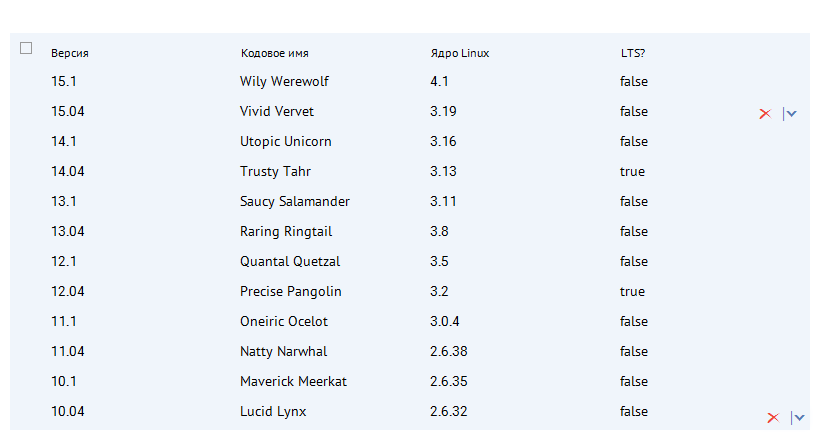 Версия Кодовое имя Ядро Linux LTS?
15.1 Wily Werewolf 4.1 false
15.04 Vivid Vervet 3.19 false
14.1 Utopic Unicorn 3.16 false
14.04 Trusty Tahr 3.13 true
13.1 Saucy Salamander 3.11 false
13.04 Raring Ringtail 3.8 false
12.1 Quantal Quetzal 3.5 false
12.04 Precise Pangolin 3.2 true
11.1 Oneiric Ocelot 3.0.4 false
11.04 Natty Narwhal 2.6.38 false
10.1 Maverick Meerkat 2.6.35 false
10.04 Lucid Lynx 2.6.32 false